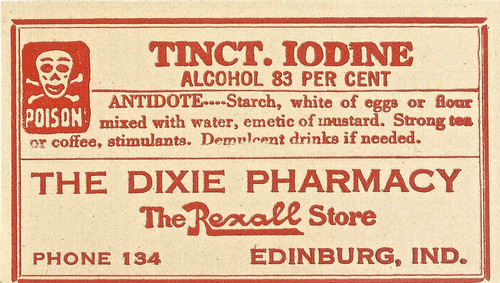 TINCT. IODINE
ALCOHOL 83 PER CENT
POISON
ANTIDOTE----Starch, white of eggs or flour
mixed with water, emetic of mustard. Strong tea
or coffee, stimulants. Demulcent drinks if needed.
THE DIXIE PHARMACY
The Rexall Store
PHONE 134 EDINBURG, IND.